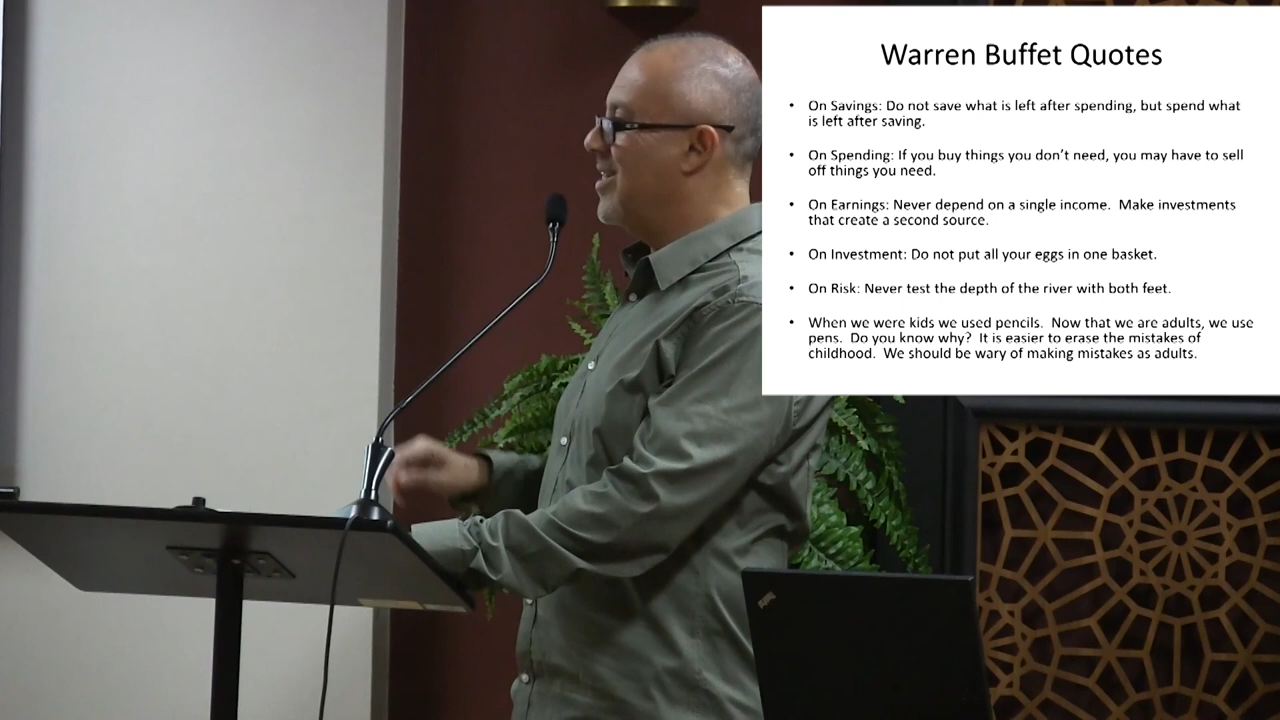 Warren Buffet Quotes
• On Savings: Do not save what is left after spending, but spend what
is left after saving.
• On Spending: If you buy things you don't need, you may have to sell
off things you need.
• On Earnings: Never depend on a single income.  Make investments
that create a second source.
• On Investment: Do not put all your eggs in one basket.
• On Risk: Never test the depth of the river with both feet.
• When we were kids we used pencils.  Now that we are adults, we use
pens.  Do you know why?  It is easier to erase the mistakes of
childhood.  We should be wary of making mistakes as adults.